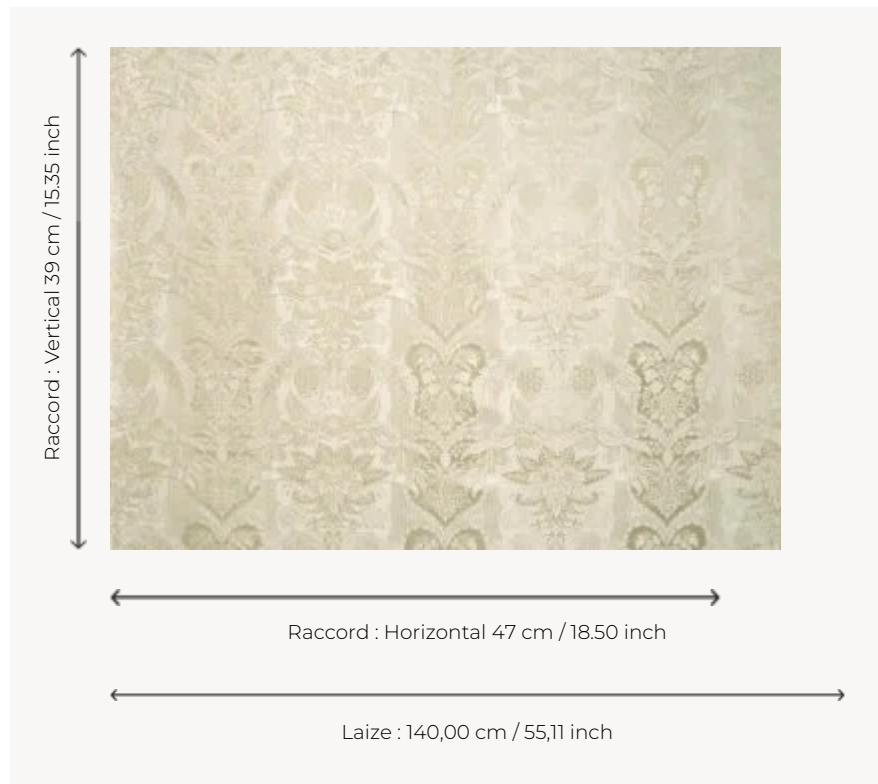 Raccord : Vertical 39 cm / 15.35 inch
Raccord : Horizontal 47 cm / 18.50 inch
Laize : 140,00 cm / 55,11 inch